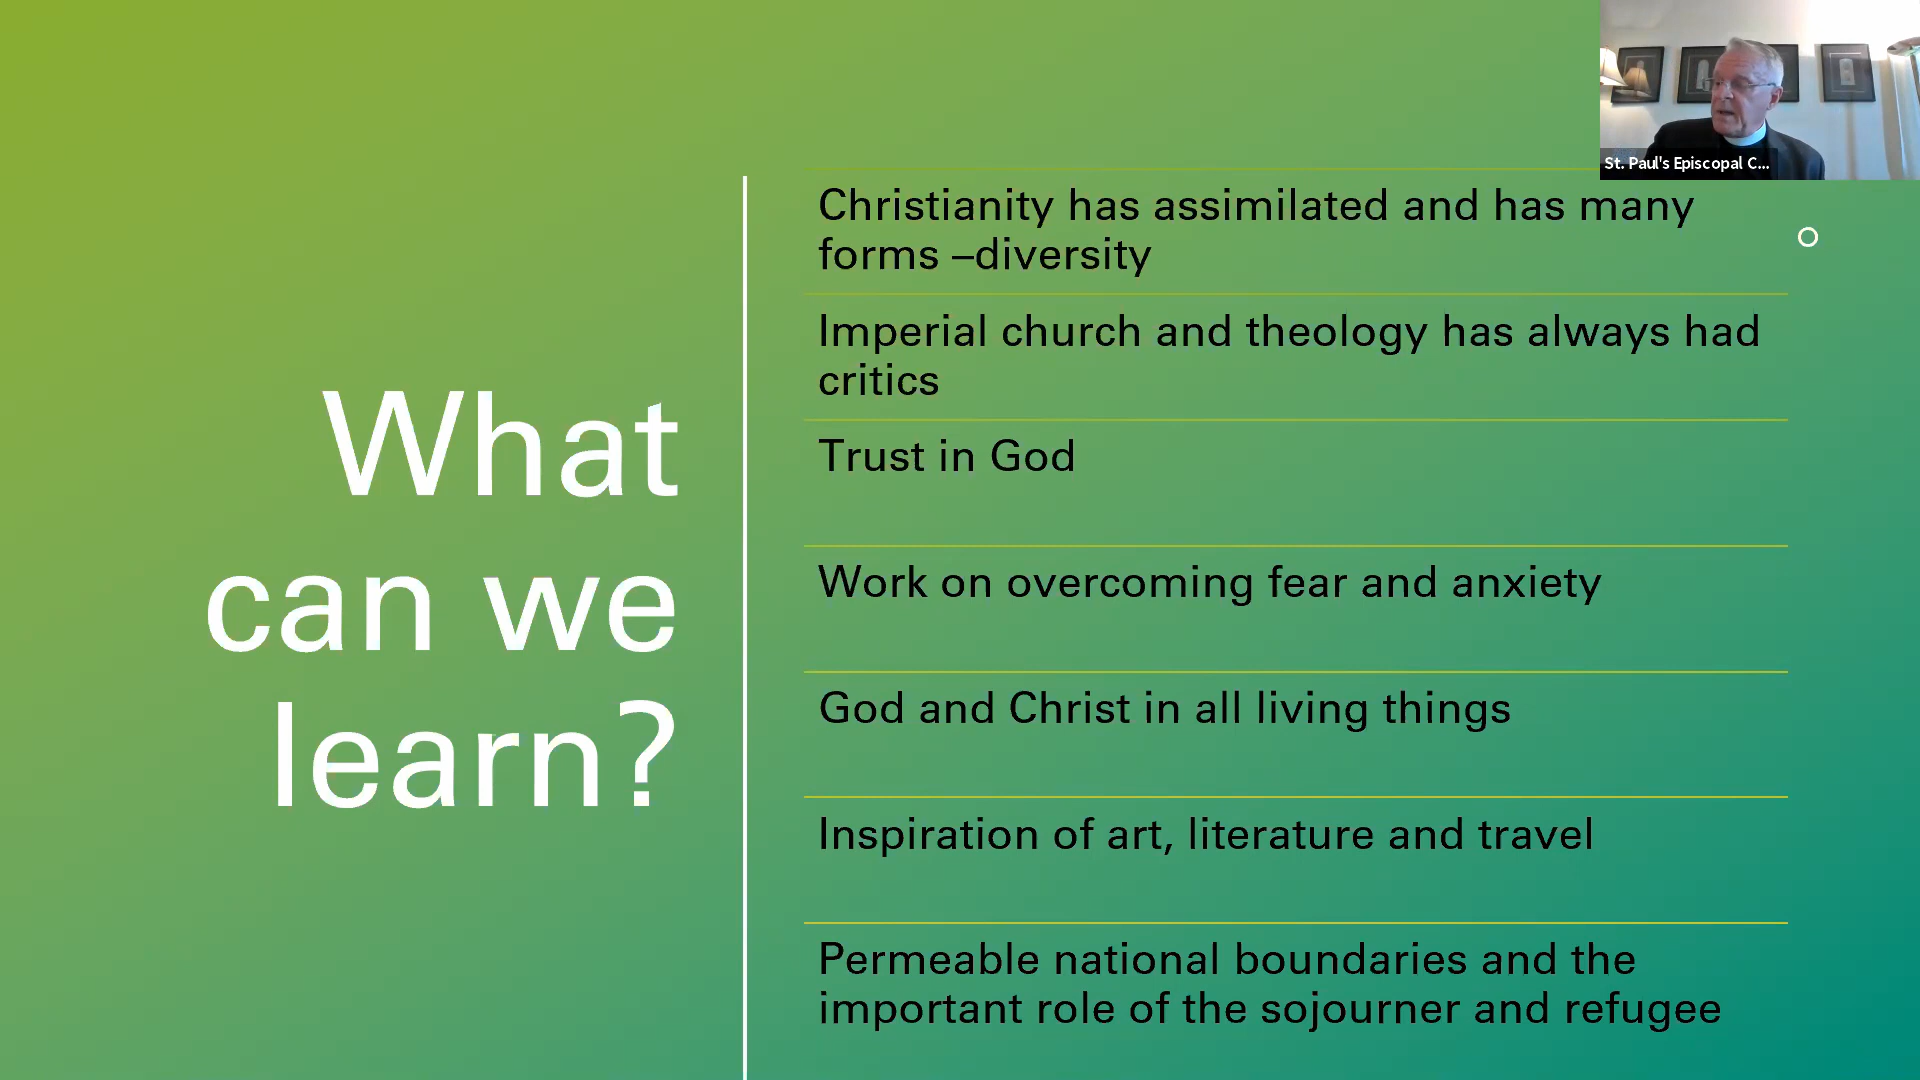 What
can we
learn?
Christianity has assimilated and has many
forms –diversity
Imperial church and theology has always had
critics
Trust in God
Work on overcoming fear and anxiety
God and Christ in all living things
Inspiration of art, literature and travel
Permeable national boundaries and the
important role of the sojourner and refugee
St. Paul's Episcopal C...